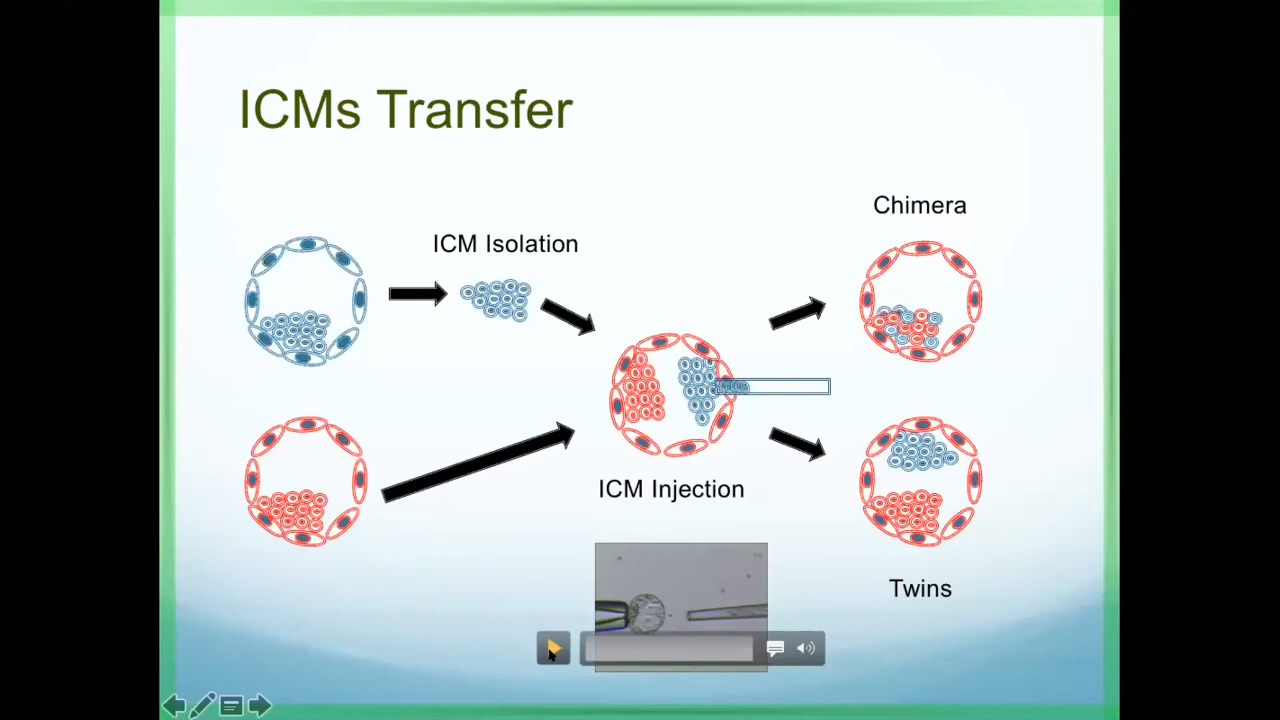 ICMs Transfer
Chimera
ICM Isolation
ICM Injection
Twins